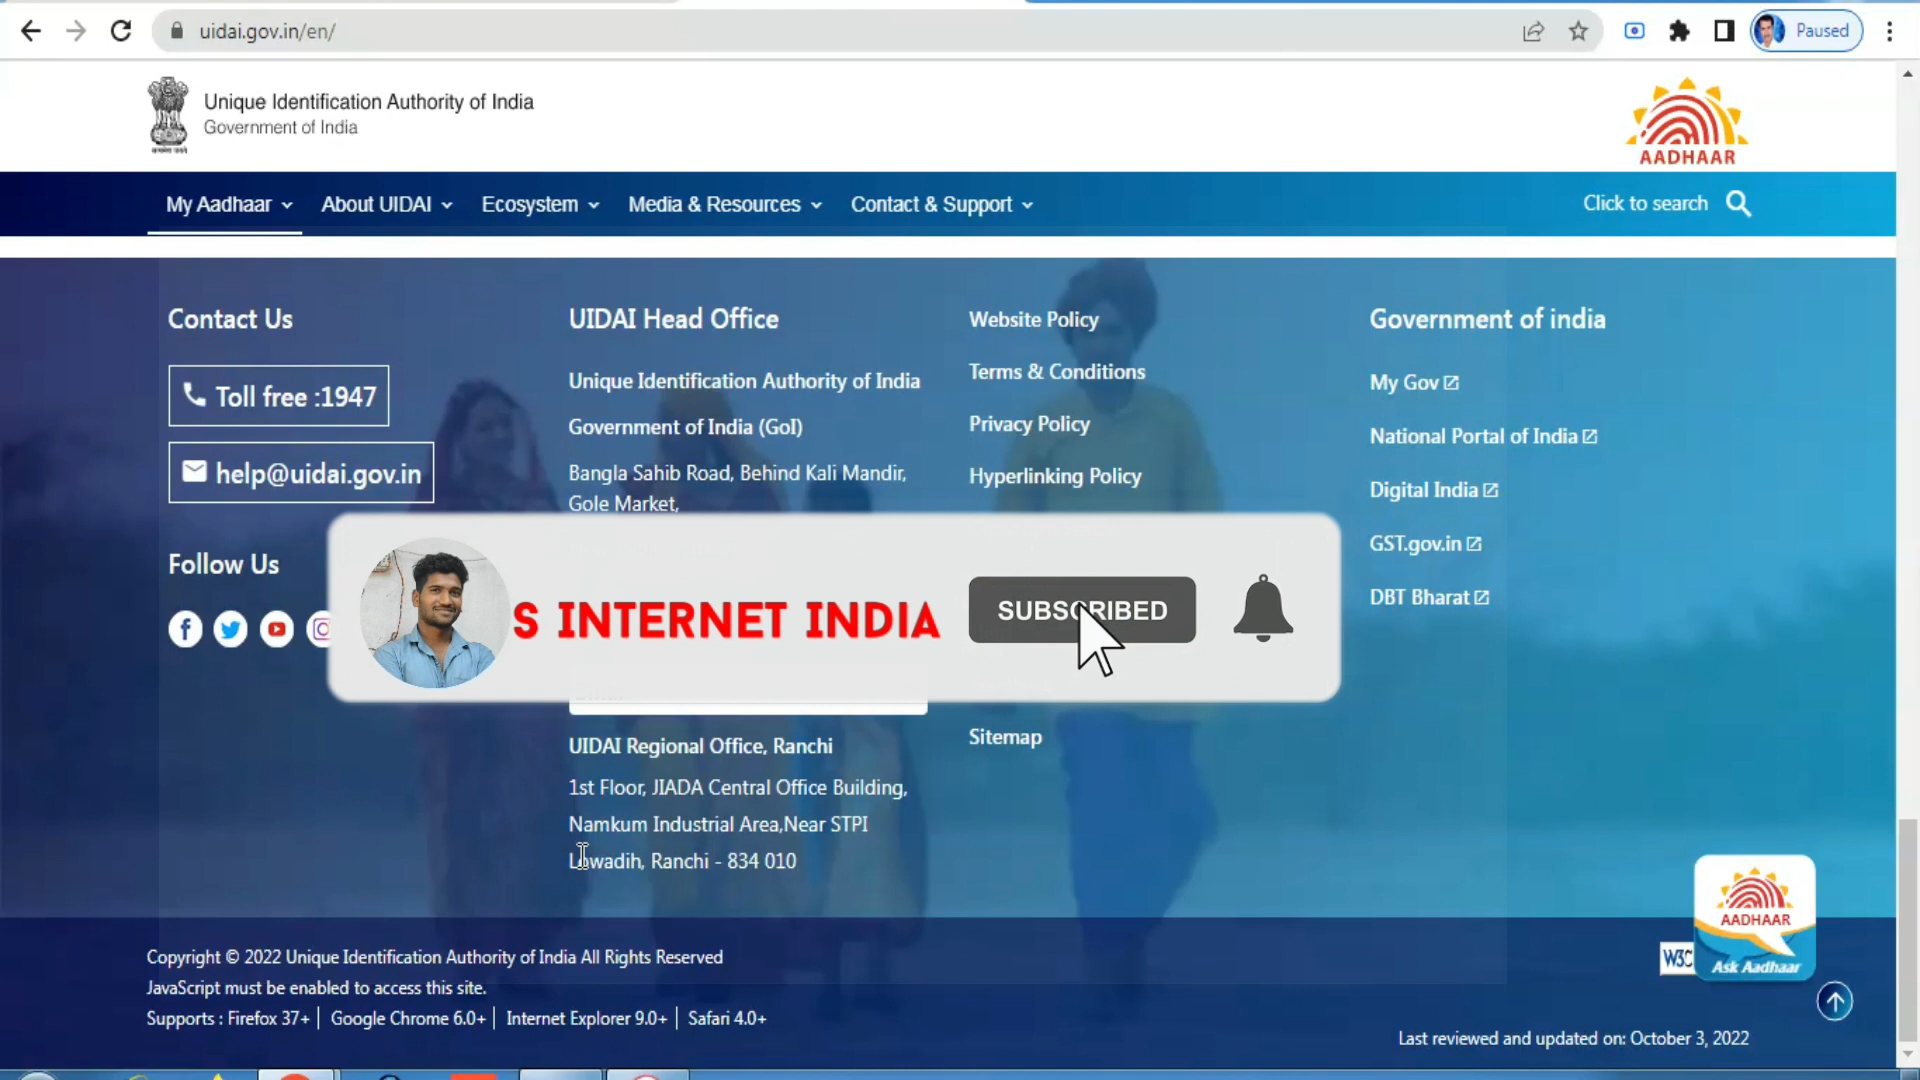 uidai.gov.in/en/
Paused
Unique Identification Authority of India
Government of India
AADHAAR
My Aadhaar
About UIDAI
Ecosystem
Media & Resources
Contact & Support
Click to search
Contact Us
Toll free :1947
help@uidai.gov.in
Follow Us
UIDAI Head Office
Unique Identification Authority of India
Government of India (GoI)
Bangla Sahib Road, Behind Kali Mandir,
Gole Market,
Website Policy
Terms & Conditions
Privacy Policy
Hyperlinking Policy
Government of india
My Gov
National Portal of India
Digital India
GST.gov.in
DBT Bharat
S INTERNET INDIA
SUBSCRIBED
UIDAI Regional Office, Ranchi
1st Floor, JIADA Central Office Building,
Namkum Industrial Area,Near STPI
Lowadih, Ranchi - 834 010
Sitemap
AADHAAR
Ask Aadhaar
W3C
Copyright © 2022 Unique Identification Authority of India All Rights Reserved
JavaScript must be enabled to access this site.
Supports : Firefox 37+ | Google Chrome 6.0+ | Internet Explorer 9.0+ | Safari 4.0+
Last reviewed and updated on: October 3, 2022